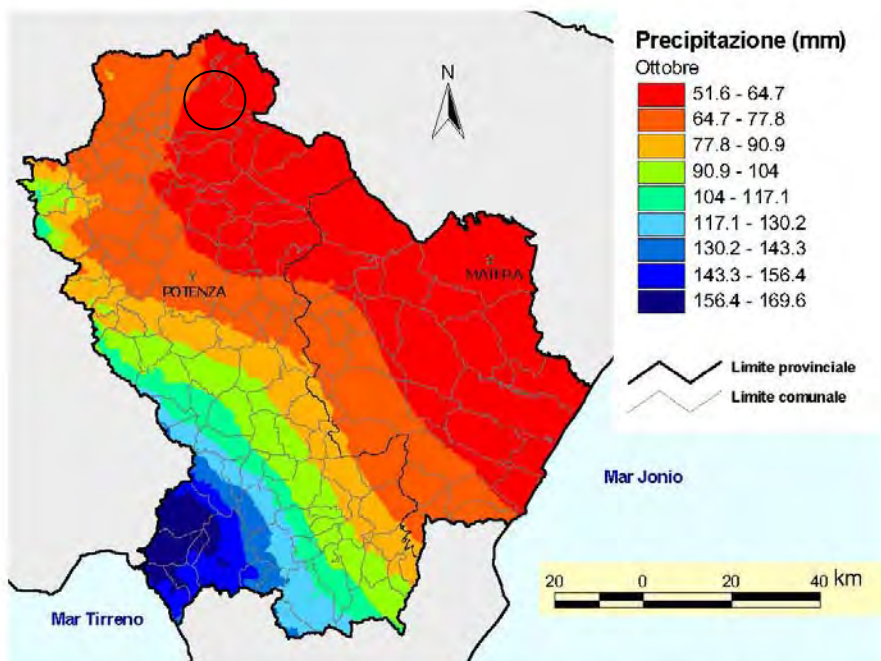 Precipitazione (mm)
Ottobre
51.6 - 64.7
64.7 - 77.8
77.8 - 90.9
90.9 - 104
104 - 117.1
117.1 - 130.2
130.2 - 143.3
143.3 - 156.4
156.4 - 169.6
N
MATERA
POTENZA
Limite provinciale
Limite comunale
Mar Jonio
20 0 20 40 km
Mar Tirreno